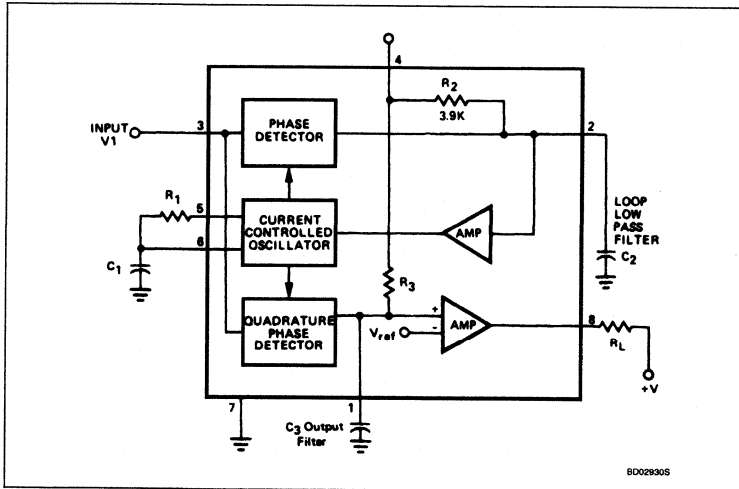 4
R2
3.9K
INPUT
V1
3
PHASE
DETECTOR
2
R1
5
6
CURRENT
CONTROLLED
OSCILLATOR
AMP
LOOP
LOW
PASS
FILTER
C2
C1
R3
QUADRATURE
PHASE
DETECTOR
Vref
+
-
AMP
8
RL
+V
7
1
C3 Output
Filter
BD02930S